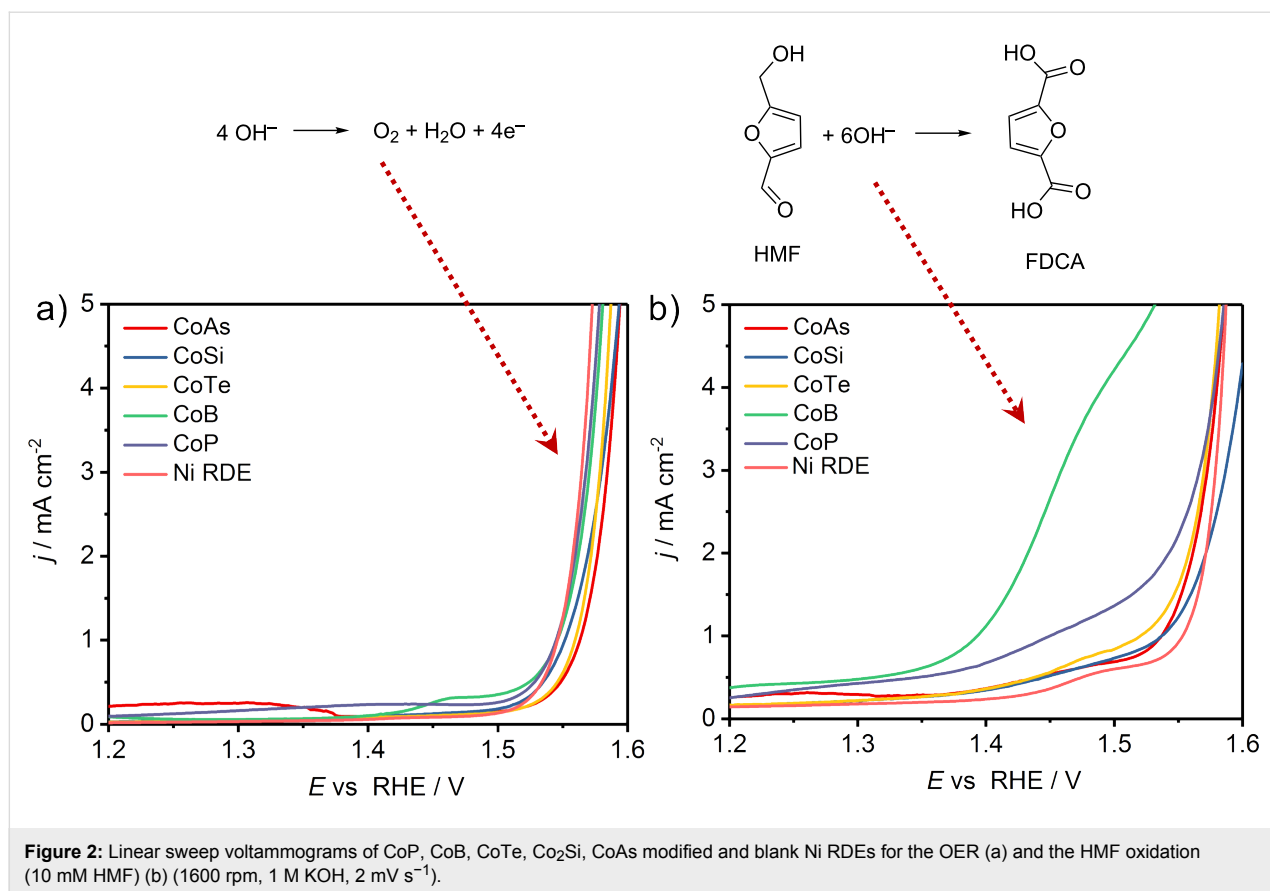 4 OH⁻ ⟶ O₂ + H₂O + 4e⁻
OH
O
O
+ 6OH⁻ ⟶
HMF
HO
O
O
O
HO
FDCA
a)
5
4
3
2
1
0
j / mA cm⁻²
CoAs
CoSi
CoTe
CoB
CoP
Ni RDE
1.2 1.3 1.4 1.5 1.6
E vs RHE / V
b)
5
4
3
2
1
0
j / mA cm⁻²
CoAs
CoSi
CoTe
CoB
CoP
Ni RDE
1.2 1.3 1.4 1.5 1.6
E vs RHE / V
Figure 2: Linear sweep voltammograms of CoP, CoB, CoTe, Co₂Si, CoAs modified and blank Ni RDEs for the OER (a) and the HMF oxidation
(10 mM HMF) (b) (1600 rpm, 1 M KOH, 2 mV s⁻¹).